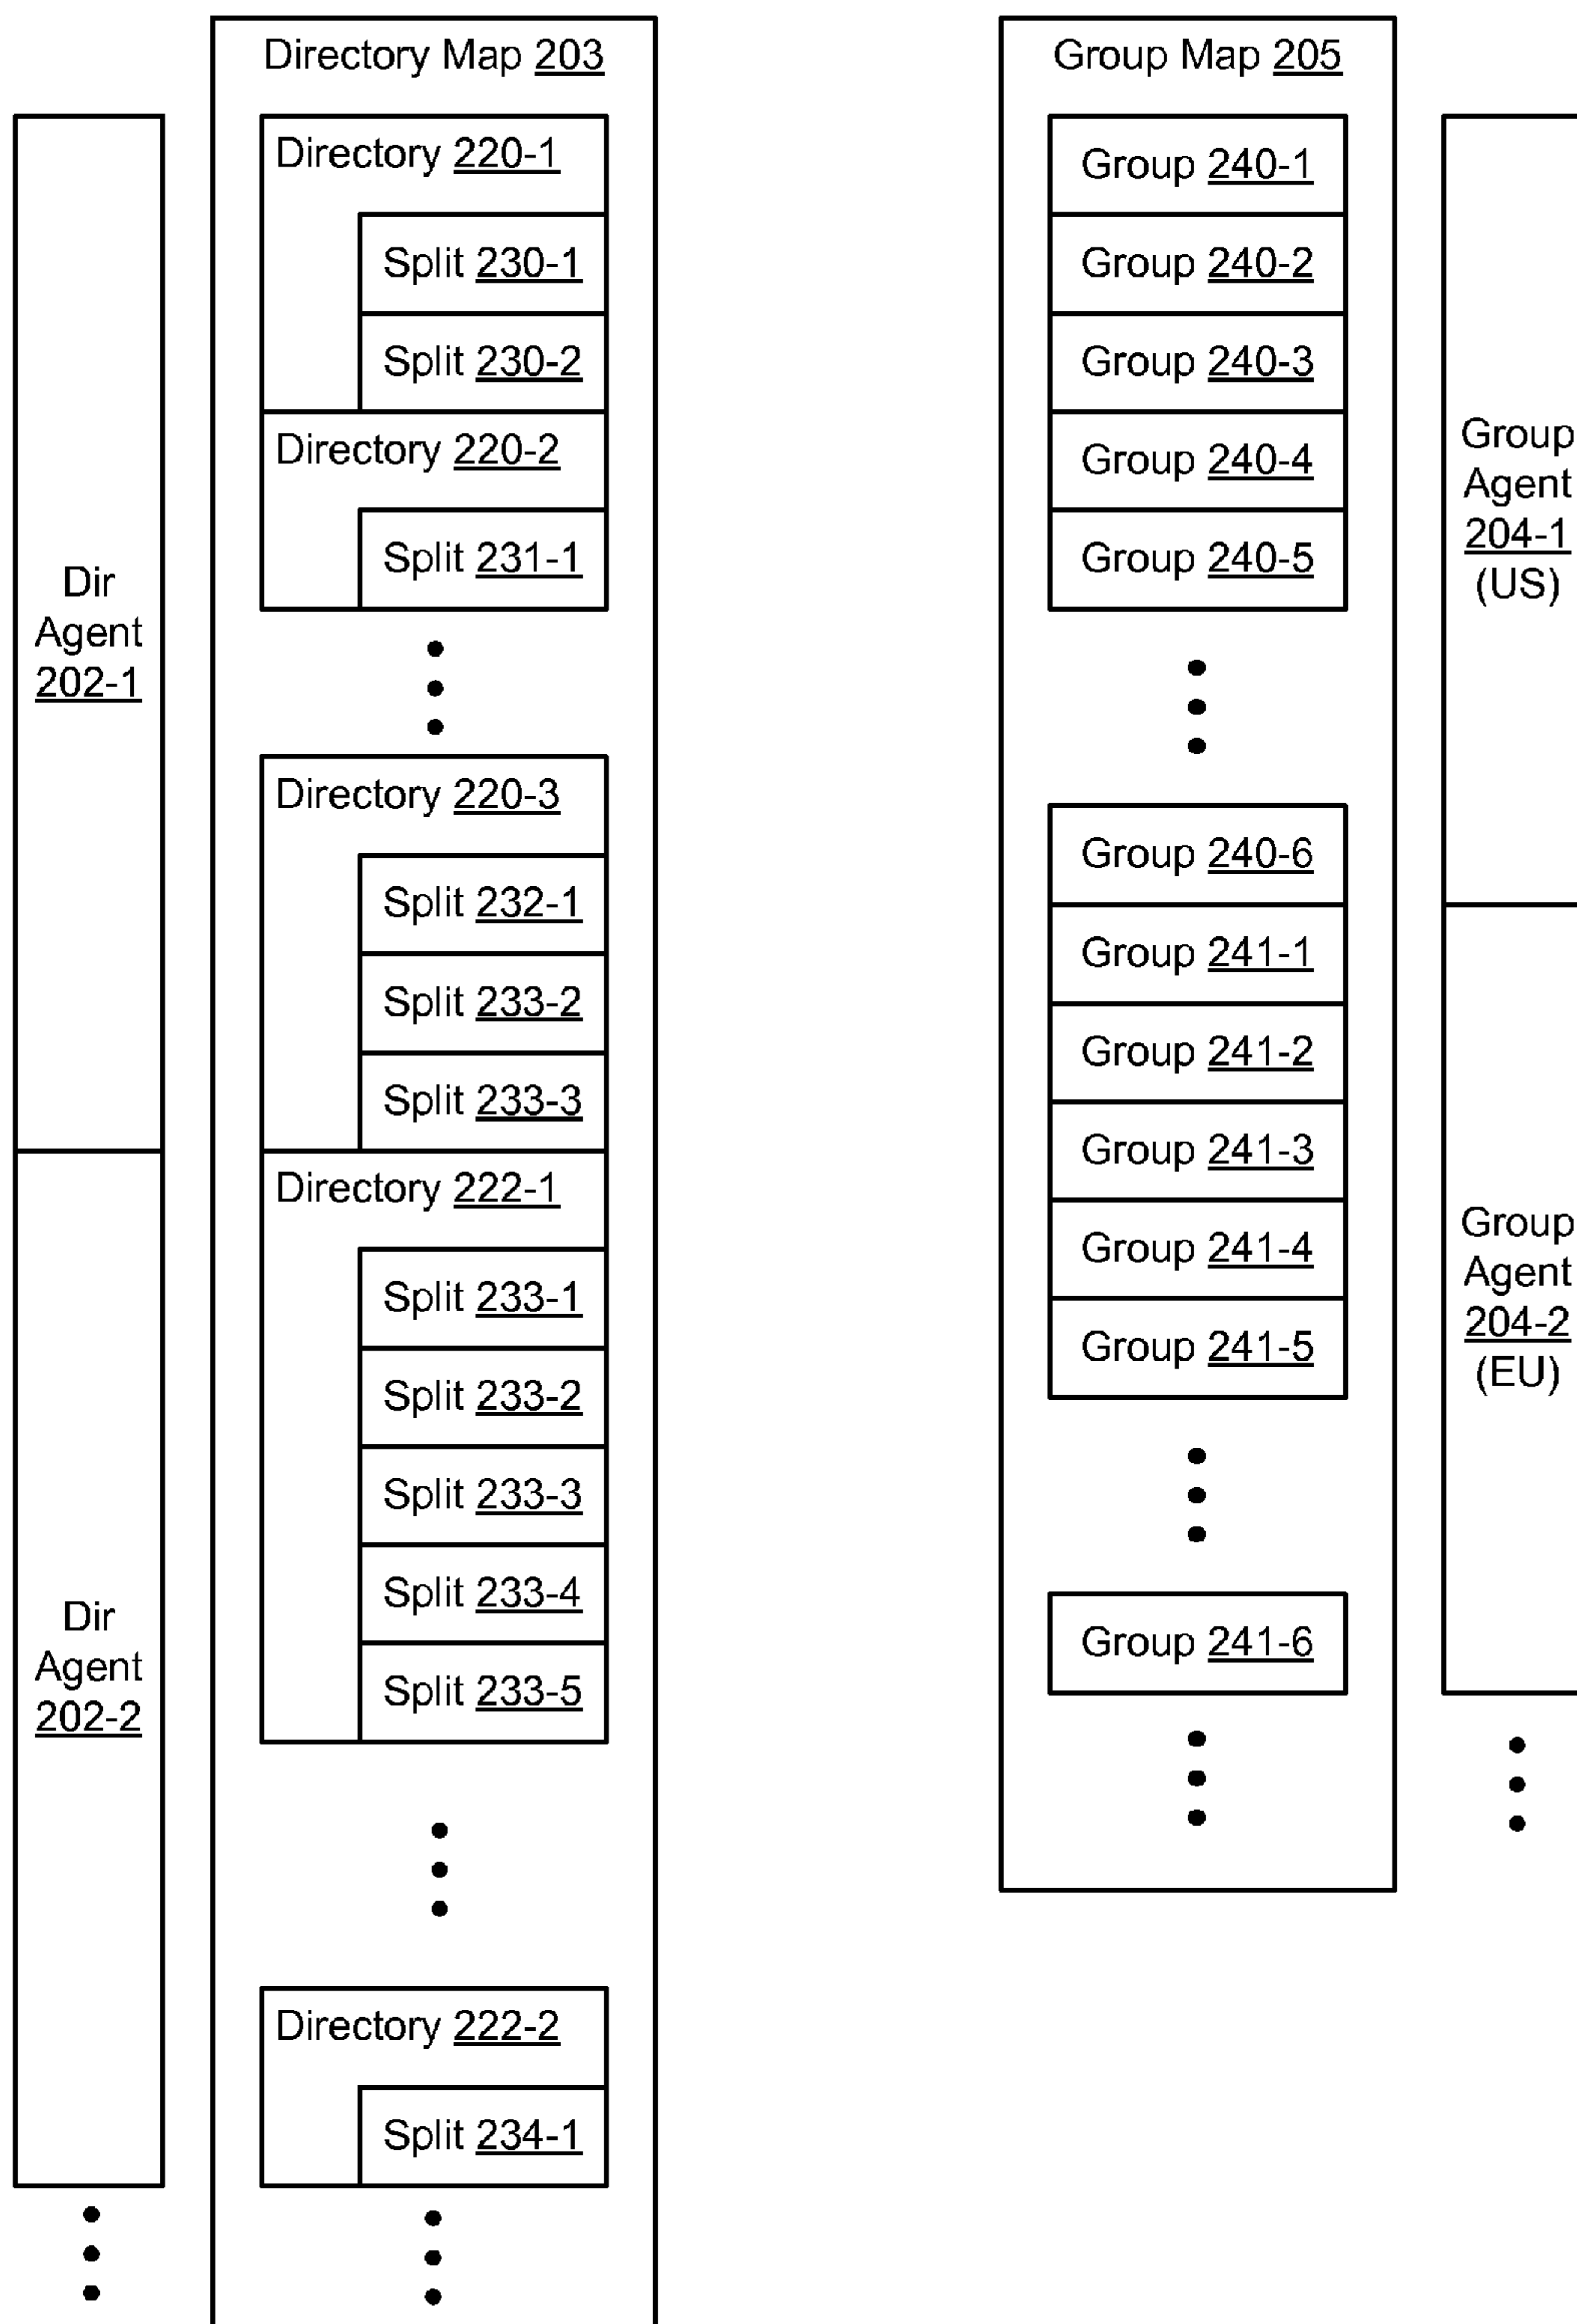 Directory Map 203
Dir
Agent
202-1
Directory 220-1
Split 230-1
Split 230-2
Directory 220-2
Split 231-1
Directory 220-3
Split 232-1
Split 233-2
Split 233-3
Dir
Agent
202-2
Directory 222-1
Split 233-1
Split 233-2
Split 233-3
Split 233-4
Split 233-5
Directory 222-2
Split 234-1
Group Map 205
Group 240-1
Group 240-2
Group 240-3
Group 240-4
Group 240-5
Group 240-6
Group 241-1
Group 241-2
Group 241-3
Group 241-4
Group 241-5
Group 241-6
Group
Agent
204-1
(US)
Group
Agent
204-2
(EU)